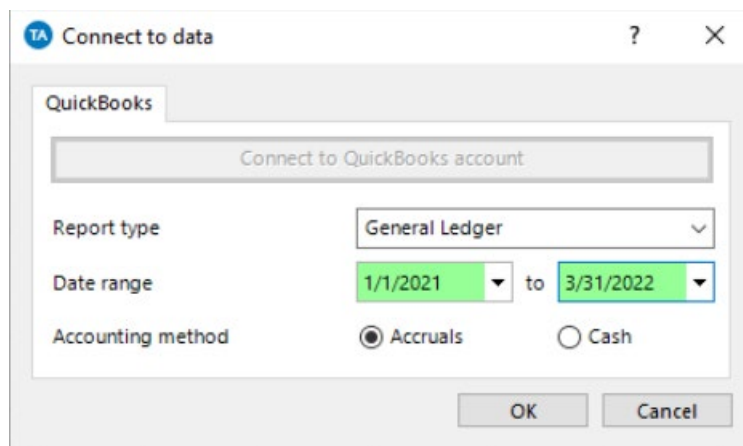 TA Connect to data ? ×
QuickBooks
Connect to QuickBooks account
Report type General Ledger
Date range 1/1/2021 to 3/31/2022
Accounting method Accruals Cash
OK Cancel